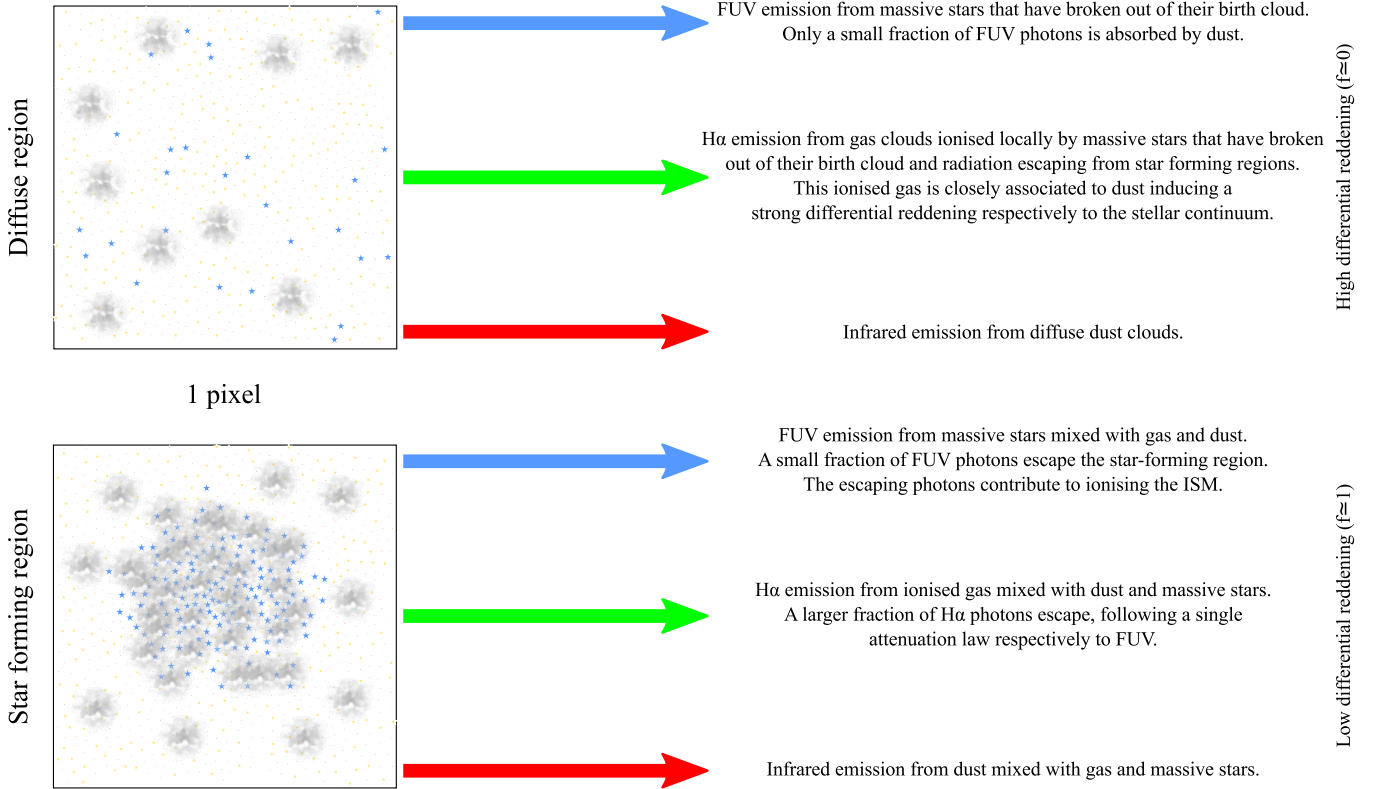 Diffuse region
FUV emission from massive stars that have broken out of their birth cloud.
Only a small fraction of FUV photons is absorbed by dust.
Hα emission from gas clouds ionised locally by massive stars that have broken
out of their birth cloud and radiation escaping from star forming regions.
This ionised gas is closely associated to dust inducing a
strong differential reddening respectively to the stellar continuum.
Infrared emission from diffuse dust clouds.
High differential reddening (f≃0)
1 pixel
Star forming region
FUV emission from massive stars mixed with gas and dust.
A small fraction of FUV photons escape the star-forming region.
The escaping photons contribute to ionising the ISM.
Hα emission from ionised gas mixed with dust and massive stars.
A larger fraction of Hα photons escape, following a single
attenuation law respectively to FUV.
Infrared emission from dust mixed with gas and massive stars.
Low differential reddening (f≃1)